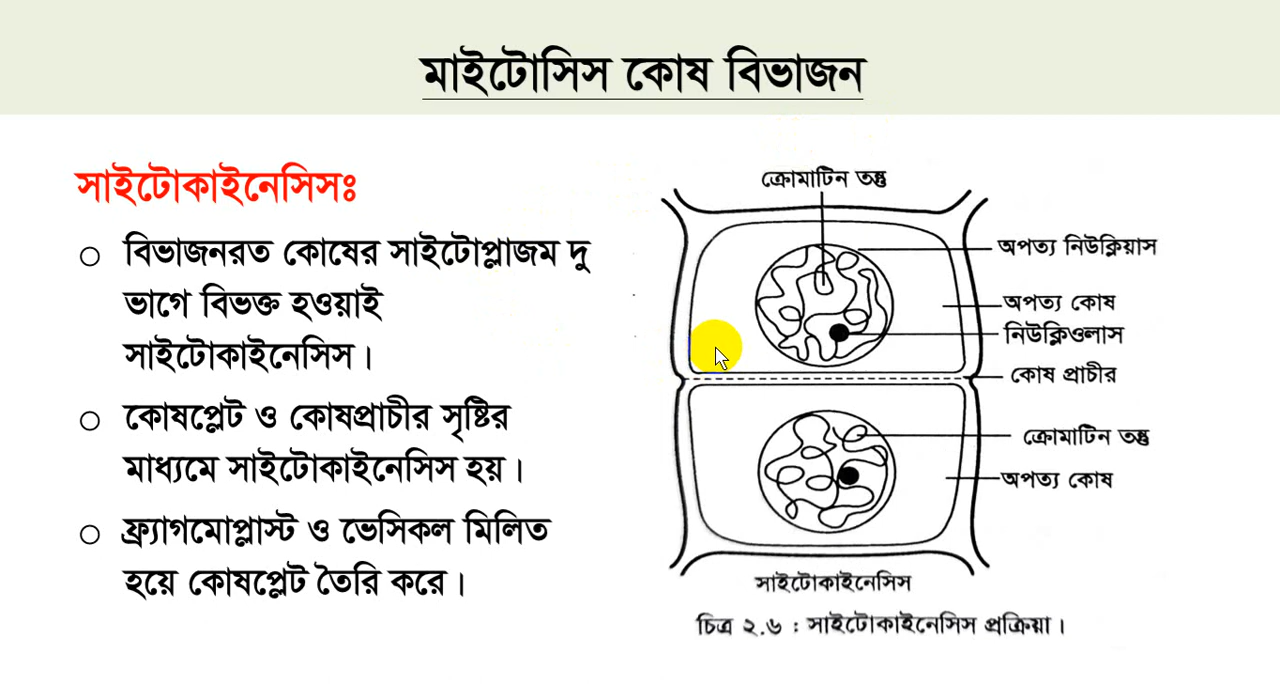 মাইটোসিস কোষ বিভাজন
সাইটোকাইনেসিসঃ
বিভাজনরত কোষের সাইটোপ্লাজম দু
ভাগে বিভক্ত হওয়াই
সাইটোকাইনেসিস।
কোষপ্লেট ও কোষপ্রাচীর সৃষ্টির
মাধ্যমে সাইটোকাইনেসিস হয়।
ফ্র্যাগমোপ্লাস্ট ও ভেসিকল মিলিত
হয়ে কোষপ্লেট তৈরি করে।
ক্রোমাটিন তন্তু
অপত্য নিউক্লিয়াস
অপত্য কোষ
নিউক্লিওলাস
কোষ প্রাচীর
ক্রোমাটিন তন্তু
অপত্য কোষ
সাইটোকাইনেসিস
চিত্র ২.৬ : সাইটোকাইনেসিস প্রক্রিয়া।